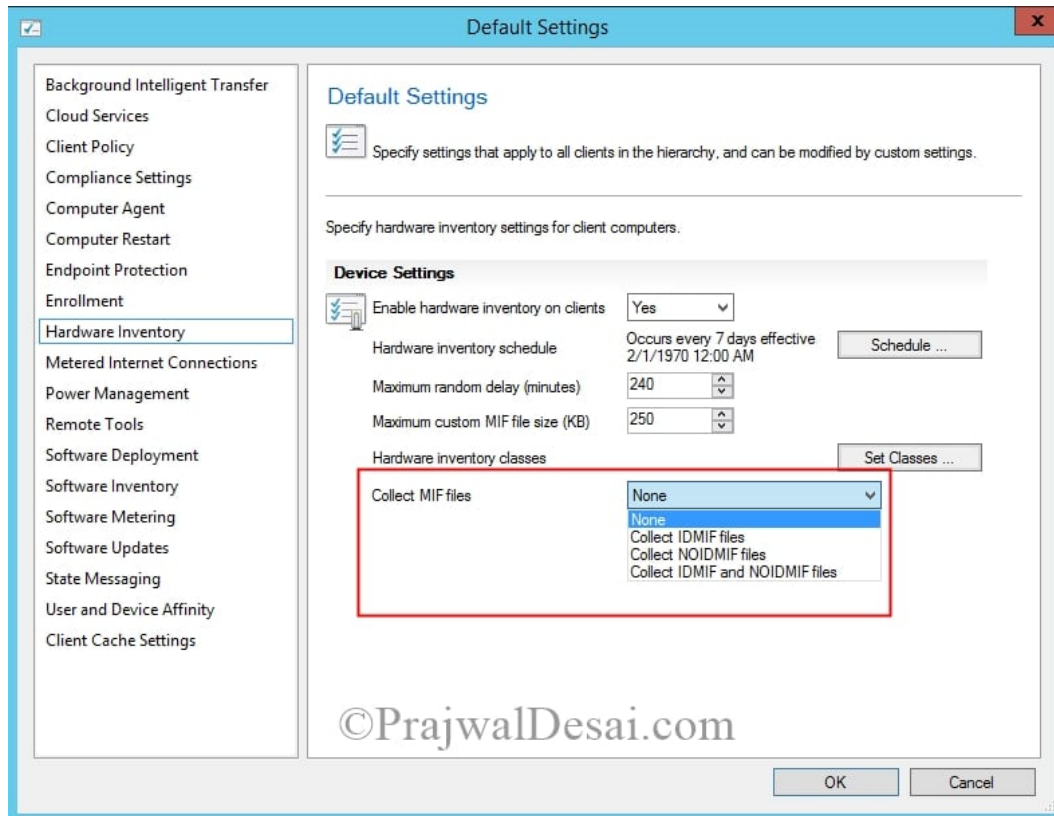 Default Settings
x
Background Intelligent Transfer
Cloud Services
Client Policy
Compliance Settings
Computer Agent
Computer Restart
Endpoint Protection
Enrollment
Hardware Inventory
Metered Internet Connections
Power Management
Remote Tools
Software Deployment
Software Inventory
Software Metering
Software Updates
State Messaging
User and Device Affinity
Client Cache Settings
Default Settings
Specify settings that apply to all clients in the hierarchy, and can be modified by custom settings.
Specify hardware inventory settings for client computers.
Device Settings
Enable hardware inventory on clients Yes
Hardware inventory schedule Occurs every 7 days effective
2/1/1970 12:00 AM Schedule ...
Maximum random delay (minutes) 240
Maximum custom MIF file size (KB) 250
Hardware inventory classes Set Classes ...
Collect MIF files None
None
Collect IDMIF files
Collect NOIDMIF files
Collect IDMIF and NOIDMIF files
©PrajwalDesai.com
OK Cancel